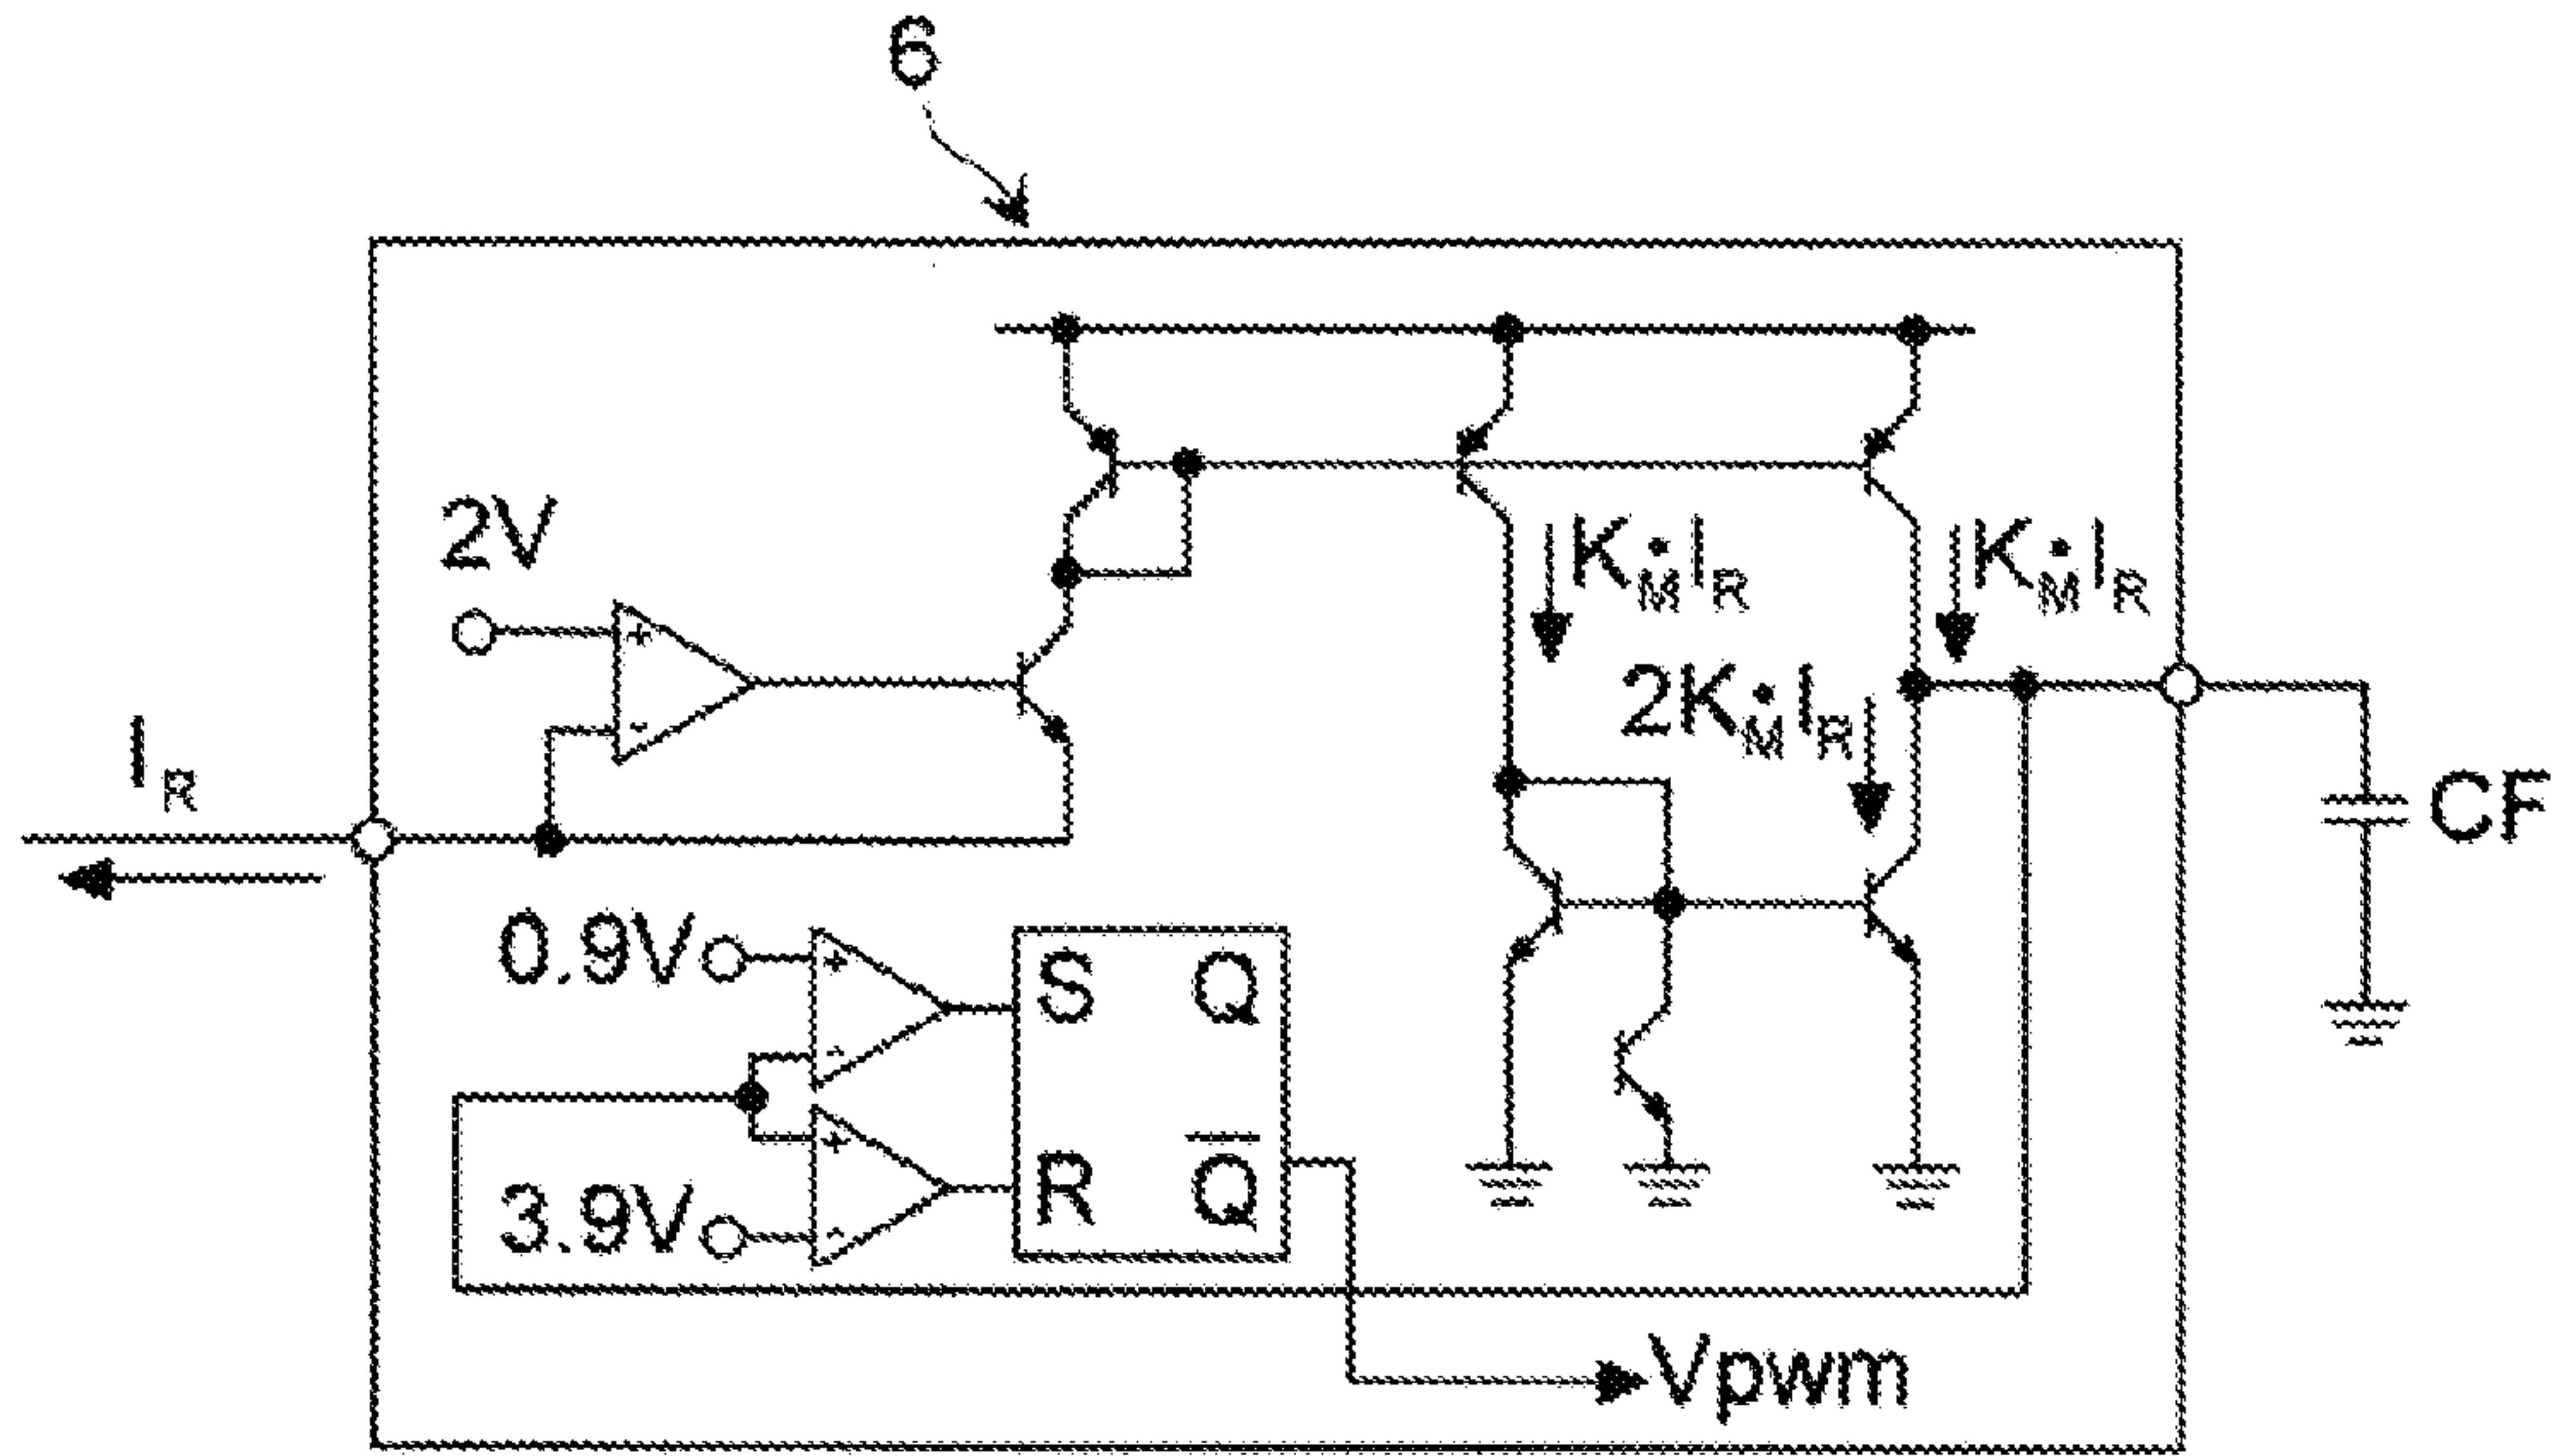 6
2V
+
-
I_R
K_M·I_R
K_M·I_R
2K_M·I_R
CF
0.9V
+
-
S Q
+
-
R Q̅
3.9V
Vpwm